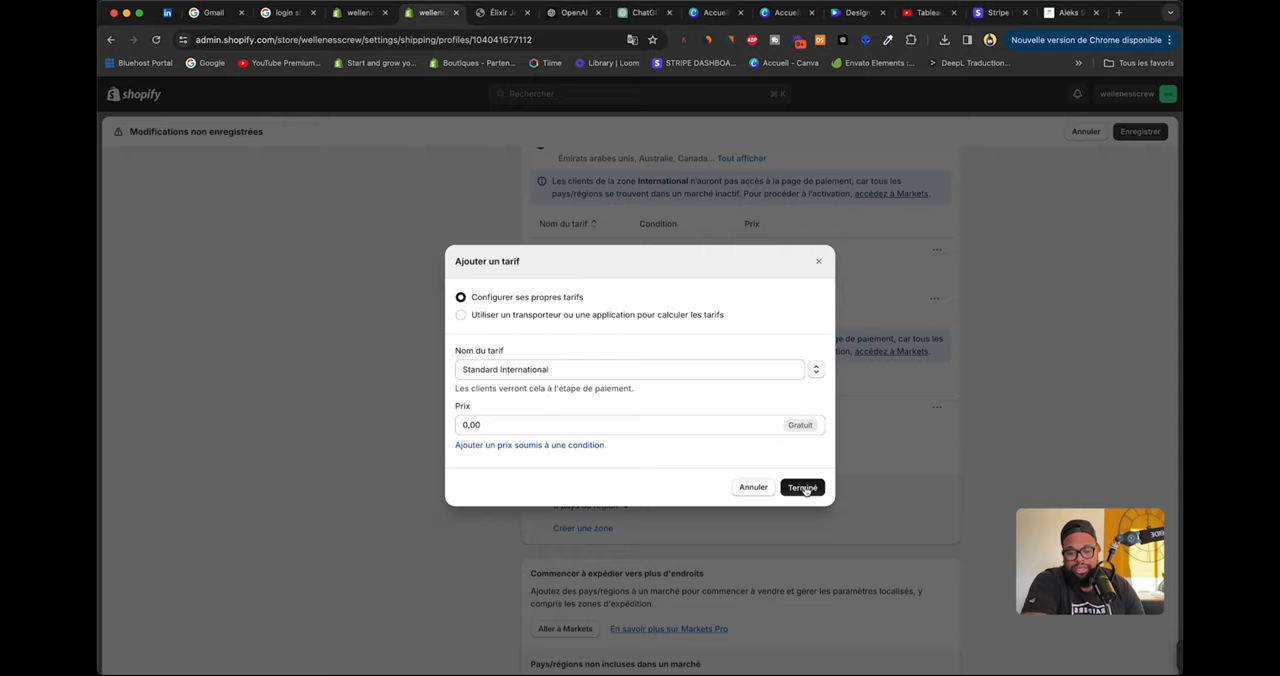 Gmail
login s
wellene
wellen
Élixir J
OpenAI
ChatG
Accue
Accue
Design
Tablea
Stripe
Aleks S
admin.shopify.com/store/wellenesscrew/settings/shipping/profiles/104041677112
Nouvelle version de Chrome disponible
Bluehost Portal
Google
YouTube Premium...
Start and grow yo...
Boutiques - Parten...
Tilme
Library | Loom
STRIPE DASHBOA...
Accueil - Canva
Envato Elements :...
DeepL Traduction...
»
Tous les favoris
shopify
Rechercher
⌘ K
wellenesscrew
Modifications non enregistrées
Annuler
Enregistrer
Émirats arabes unis, Australie, Canada... Tout afficher
Les clients de la zone International n'auront pas accès à la page de paiement, car tous les
pays/régions se trouvent dans un marché inactif. Pour procéder à l'activation, accédez à Markets.
Nom du tarif
Condition
Prix
Ajouter un tarif
Configurer ses propres tarifs
Utiliser un transporteur ou une application pour calculer les tarifs
ge de paiement, car tous les
tion, accédez à Markets.
Nom du tarif
Standard International
Les clients verront cela à l'étape de paiement.
Prix
0,00
Gratuit
Ajouter un prix soumis à une condition
Annuler
Terminé
Créer une zone
Commencer à expédier vers plus d'endroits
Ajoutez des pays/régions à un marché pour commencer à vendre et gérer les paramètres localisés, y
compris les zones d'expédition.
Aller à Markets
En savoir plus sur Markets Pro
Pays/régions non incluses dans un marché